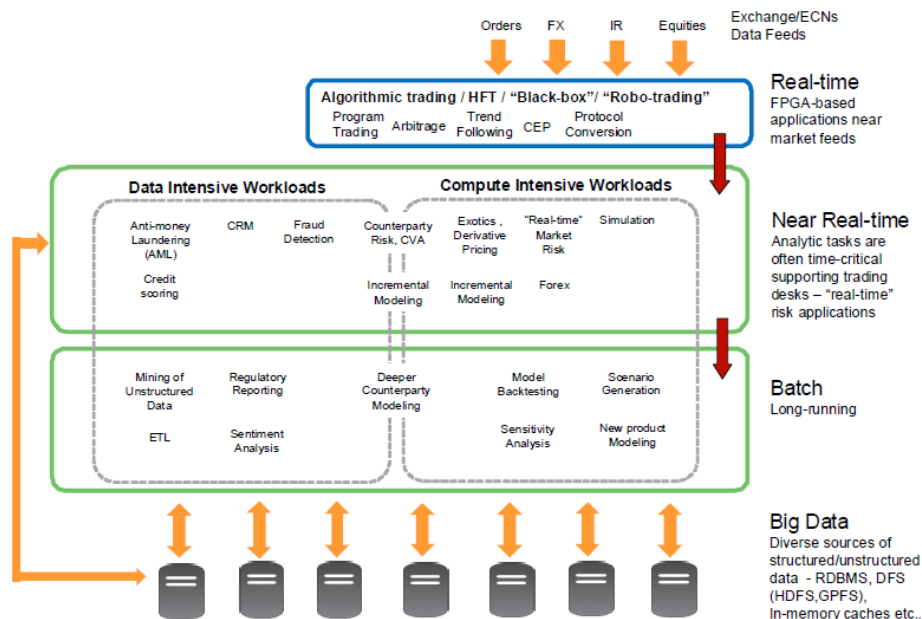 Orders FX IR Equities
Exchange/ECNs
Data Feeds
Algorithmic trading / HFT / “Black-box”/ “Robo-trading”
Program
Trading
Arbitrage
Trend
Following
CEP
Protocol
Conversion
Real-time
FPGA-based
applications near
market feeds
Data Intensive Workloads
Compute Intensive Workloads
Anti-money
Laundering
(AML)
CRM
Fraud
Detection
Counterparty
Risk, CVA
Exotics ,
Derivative
Pricing
“Real-time”
Market
Risk
Simulation
Credit
scoring
Incremental
Modeling
Incremental
Modeling
Forex
Near Real-time
Analytic tasks are
often time-critical
supporting trading
desks – “real-time”
risk applications
Mining of
Unstructured
Data
Regulatory
Reporting
Deeper
Counterparty
Modeling
Model
Backtesting
Scenario
Generation
ETL
Sentiment
Analysis
Sensitivity
Analysis
New product
Modeling
Batch
Long-running
Big Data
Diverse sources of
structured/unstructured
data - RDBMS, DFS
(HDFS,GPFS),
In-memory caches etc..